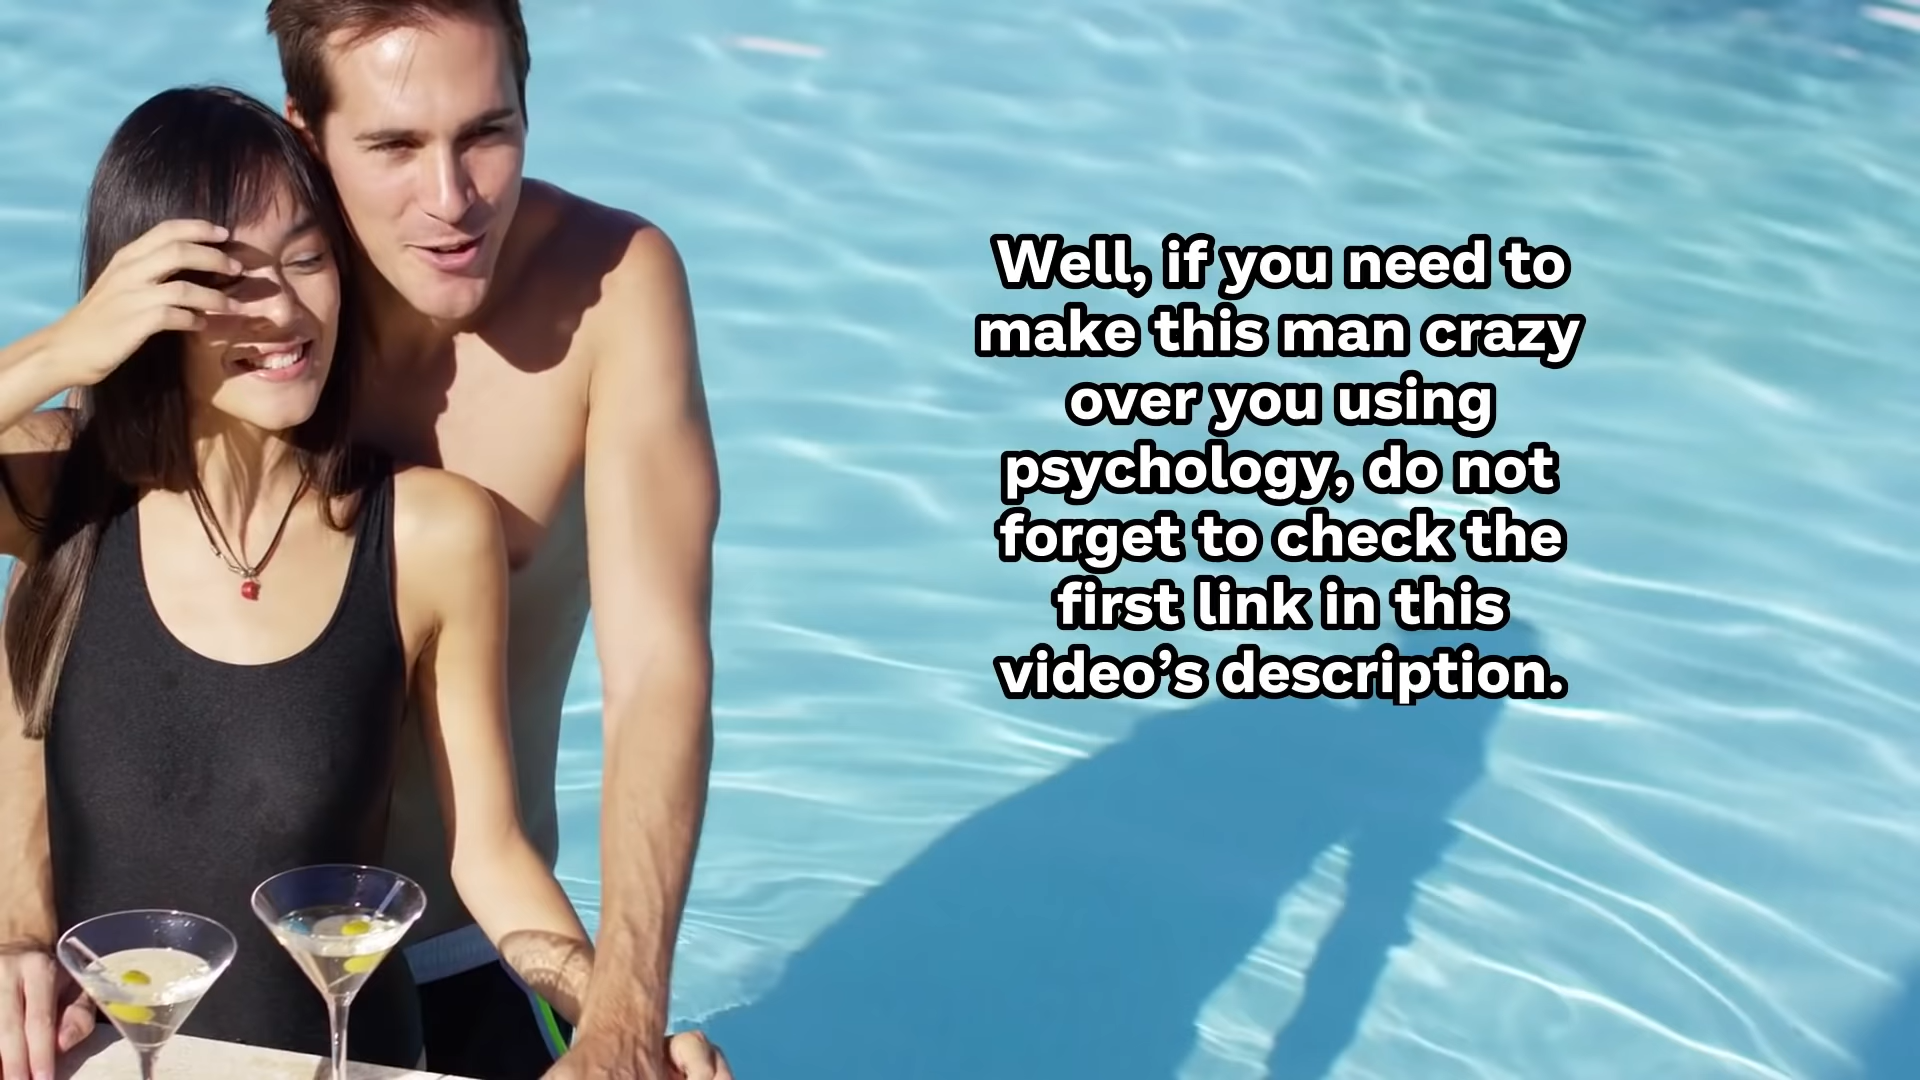 Well, if you need to
make this man crazy
over you using
psychology, do not
forget to check the
first link in this
video’s description.